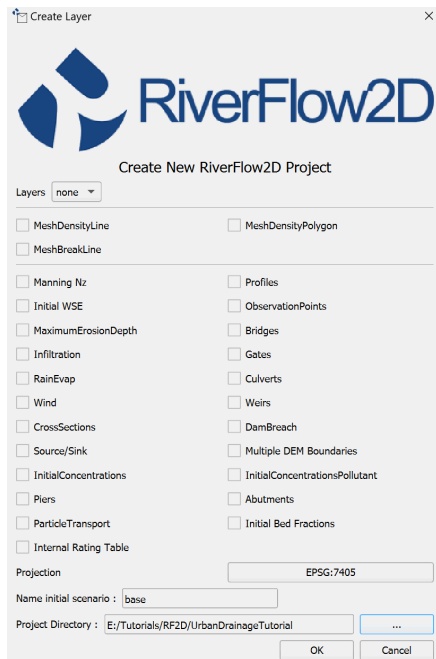 Create Layer
RiverFlow2D
Create New RiverFlow2D Project
Layers none
MeshDensityLine MeshDensityPolygon
MeshBreakLine
Manning Nz Profiles
Initial WSE ObservationPoints
MaximumErosionDepth Bridges
Infiltration Gates
RainEvap Culverts
Wind Weirs
CrossSections DamBreach
Source/Sink Multiple DEM Boundaries
InitialConcentrations InitialConcentrationsPollutant
Piers Abutments
ParticleTransport Initial Bed Fractions
Internal Rating Table
Projection EPSG:7405
Name initial scenario : base
Project Directory : E:/Tutorials/RF2D/UrbanDrainageTutorial ...
OK Cancel